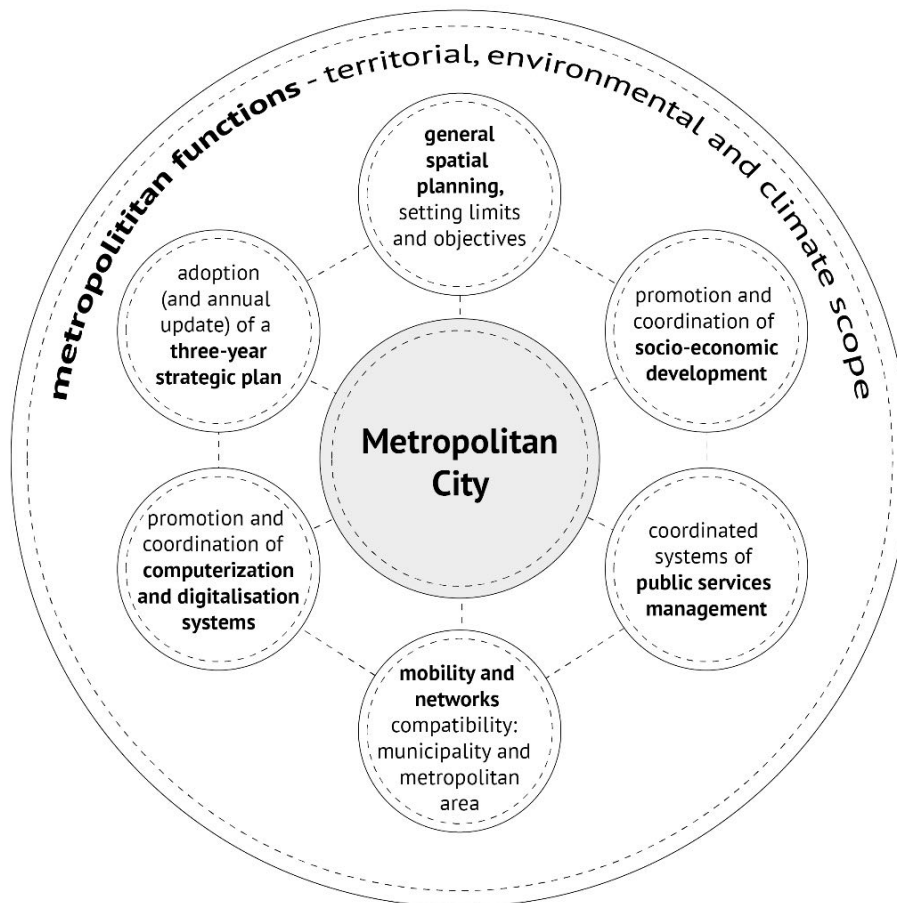 metropolititan functions - territorial, environmental and climate scope
general
spatial
planning,
setting limits
and objectives
adoption
(and annual
update) of a
three-year
strategic plan
promotion and
coordination of
socio-economic
development
Metropolitan
City
promotion and
coordination of
computerization
and digitalisation
systems
coordinated
systems of
public services
management
mobility and
networks
compatibility:
municipality and
metropolitan
area